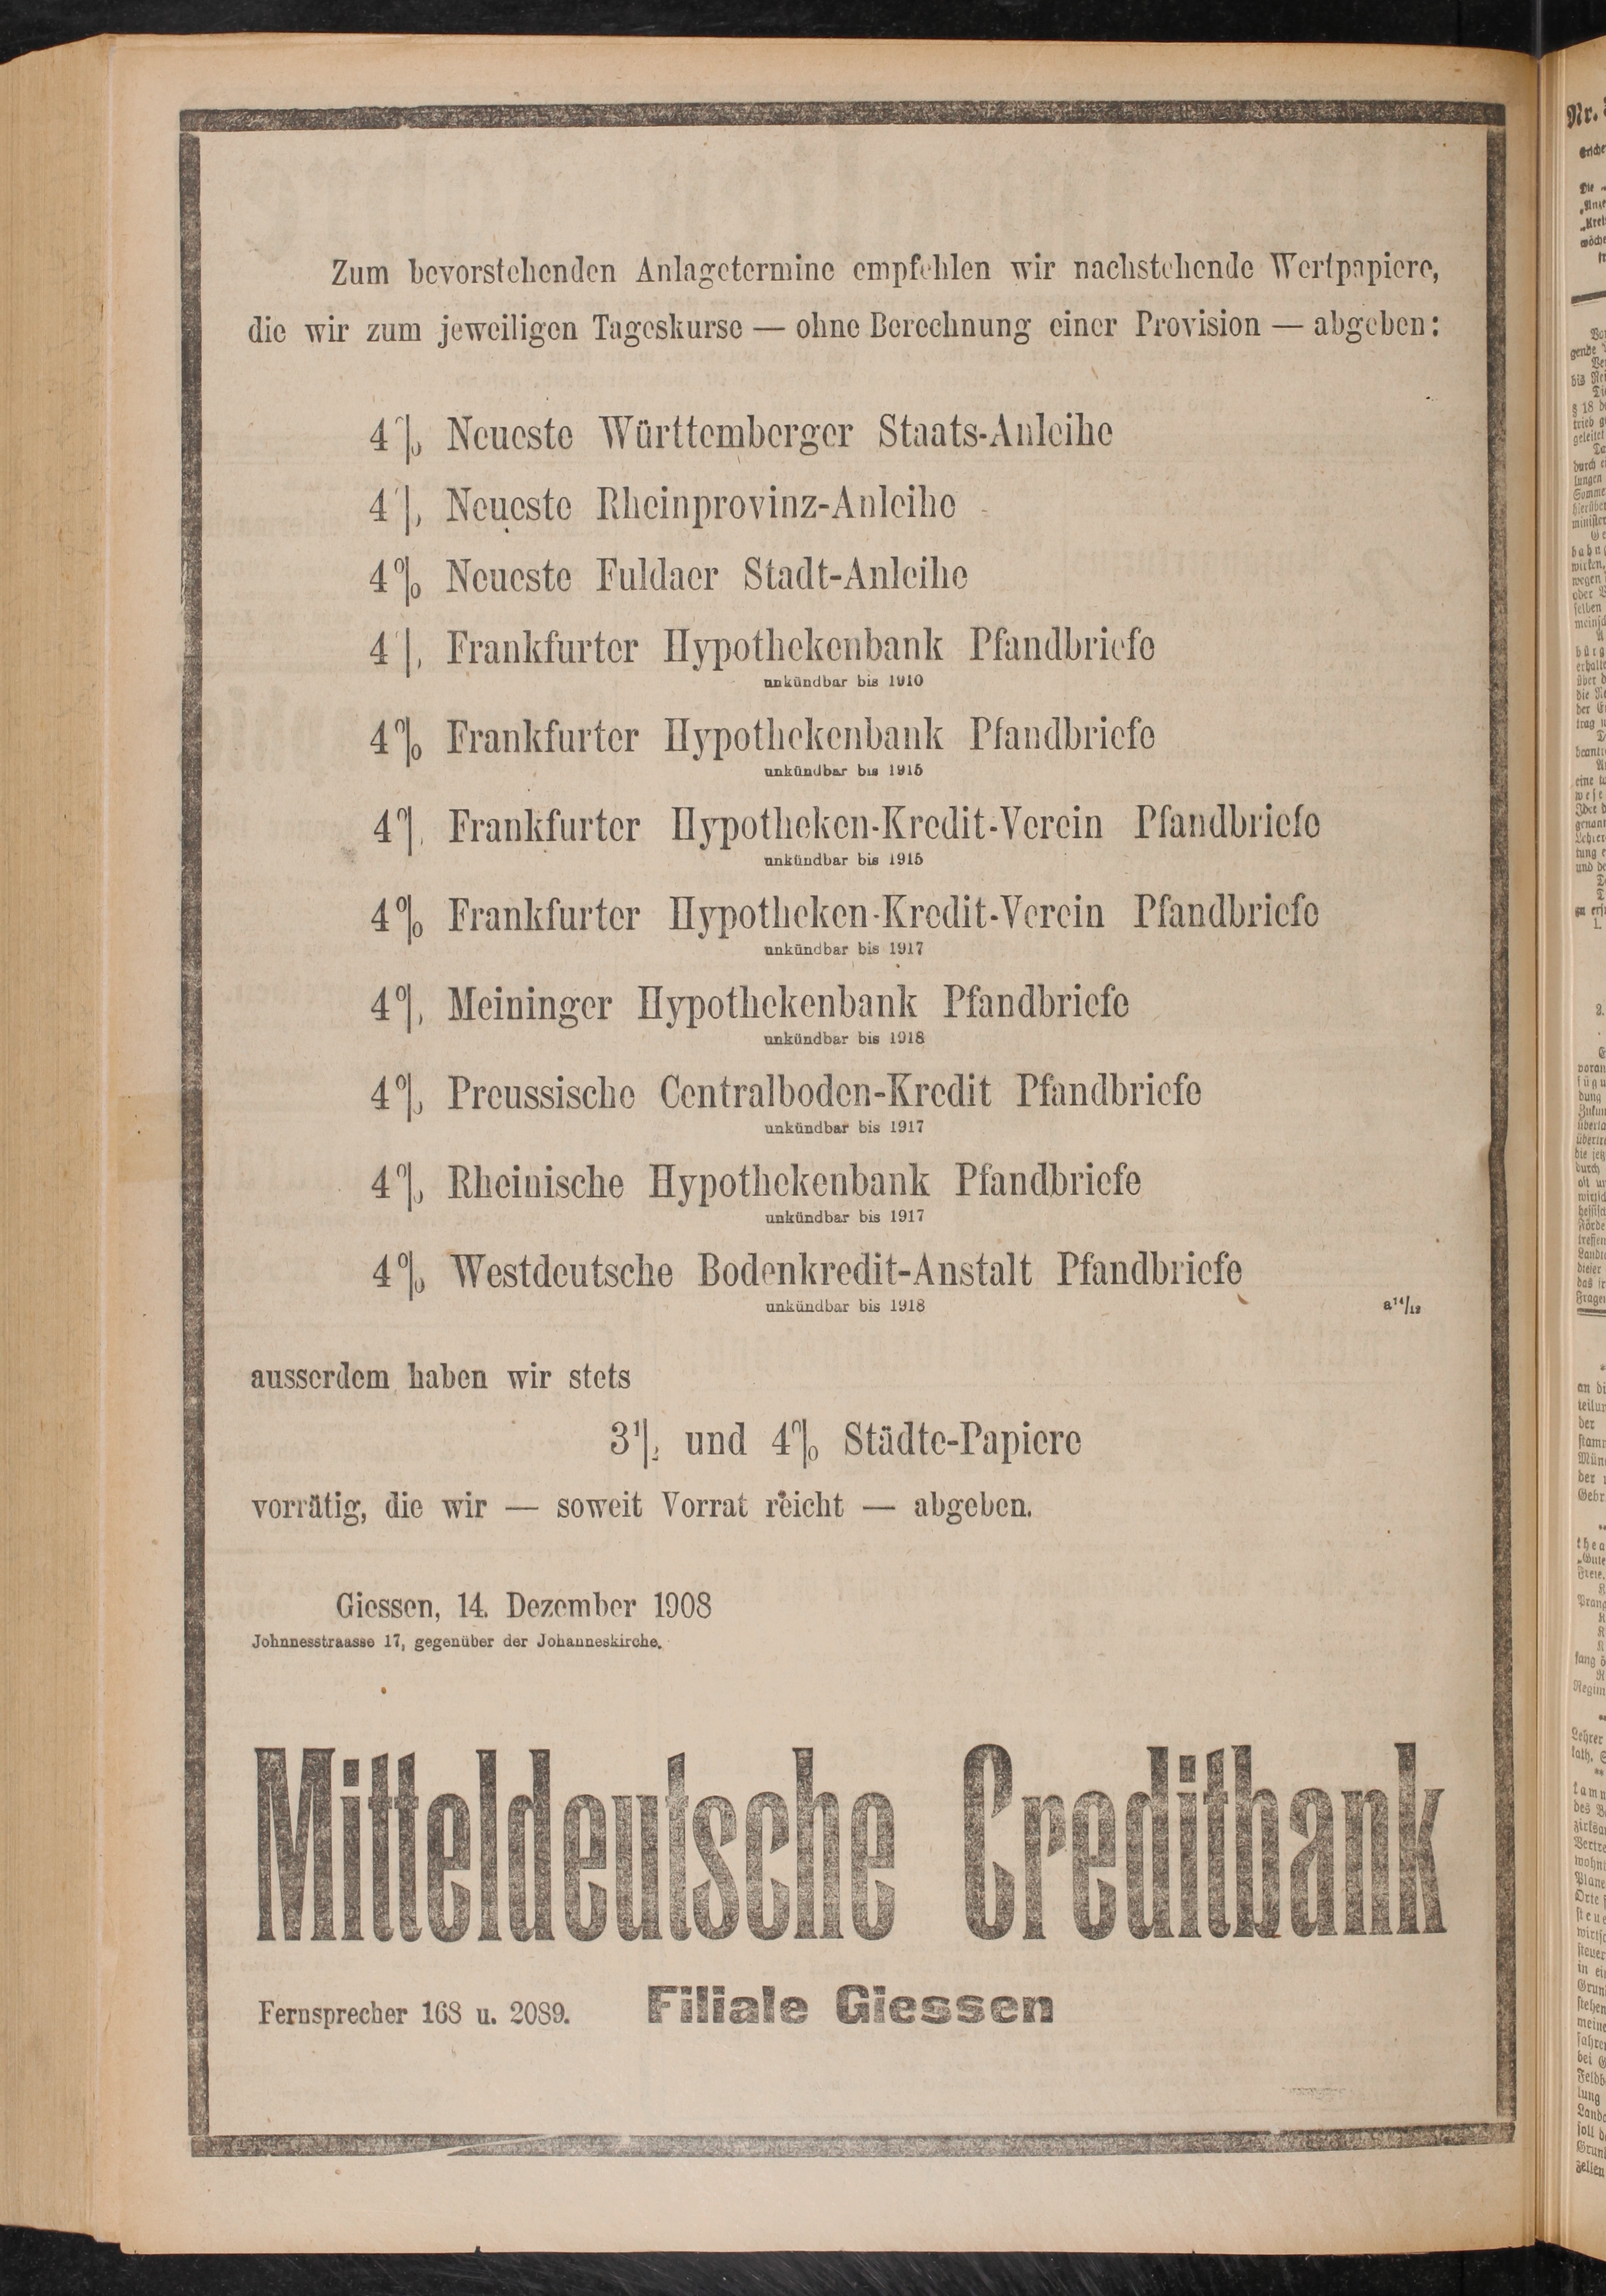 Zum bevorstehenden Anlagetermine empfehlen wir nachstehende Wertpapiere,
die wir zum jeweiligen Tageskurse — ohne Berechnung einer Provision — abgeben:
4% Neueste Württemberger Staats-Anleihe
4% Neueste Rheinprovinz-Anleihe
4% Neueste Fuldaer Stadt-Anleihe
4% Frankfurter Hypothekenbank Pfandbriefe
unkündbar bis 1910
4% Frankfurter Hypothekenbank Pfandbriefe
unkündbar bis 1915
4% Frankfurter Hypotheken-Kredit-Verein Pfandbriefe
unkündbar bis 1915
4% Frankfurter Hypotheken-Kredit-Verein Pfandbriefe
unkündbar bis 1917
4% Meininger Hypothekenbank Pfandbriefe
unkündbar bis 1918
4% Preussische Centralboden-Kredit Pfandbriefe
unkündbar bis 1917
4% Rheinische Hypothekenbank Pfandbriefe
unkündbar bis 1917
4% Westdeutsche Bodenkredit-Anstalt Pfandbriefe
unkündbar bis 1918
a14/12
ausserdem haben wir stets
3½ und 4% Städte-Papiere
vorrätig, die wir — soweit Vorrat reicht — abgeben.
Giessen, 14. Dezember 1908
Johnnesstraasse 17, gegenüber der Johanneskirche.
Mitteldeutsche Creditbank
Fernsprecher 168 u. 2089. Filiale Giessen